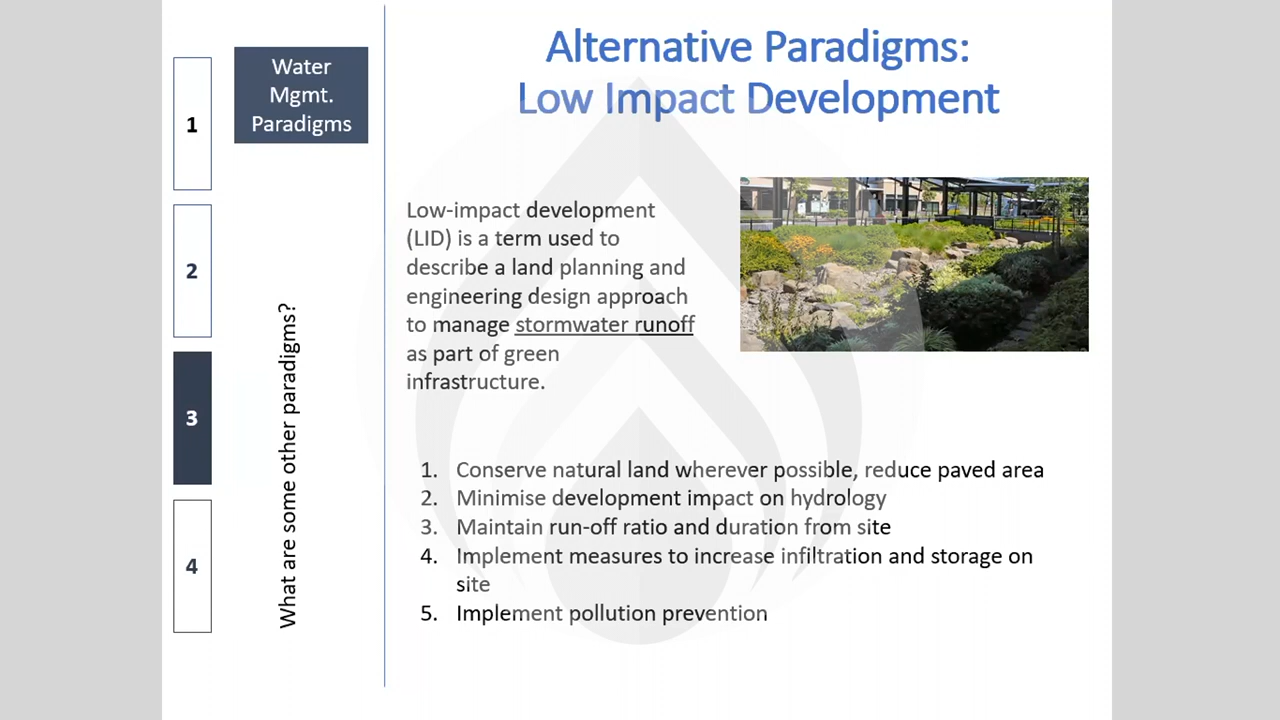 Alternative Paradigms:
Low Impact Development
Water
Mgmt.
Paradigms
1
2
3
4
What are some other paradigms?
Low-impact development
(LID) is a term used to
describe a land planning and
engineering design approach
to manage stormwater runoff
as part of green
infrastructure.
1. Conserve natural land wherever possible, reduce paved area
2. Minimise development impact on hydrology
3. Maintain run-off ratio and duration from site
4. Implement measures to increase infiltration and storage on
site
5. Implement pollution prevention